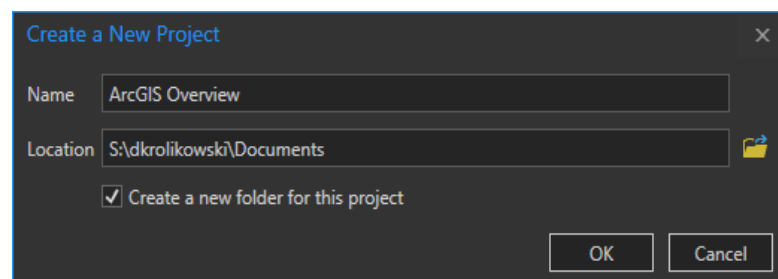 Create a New Project
Name ArcGIS Overview
Location S:\dkrolikowski\Documents
Create a new folder for this project
OK Cancel